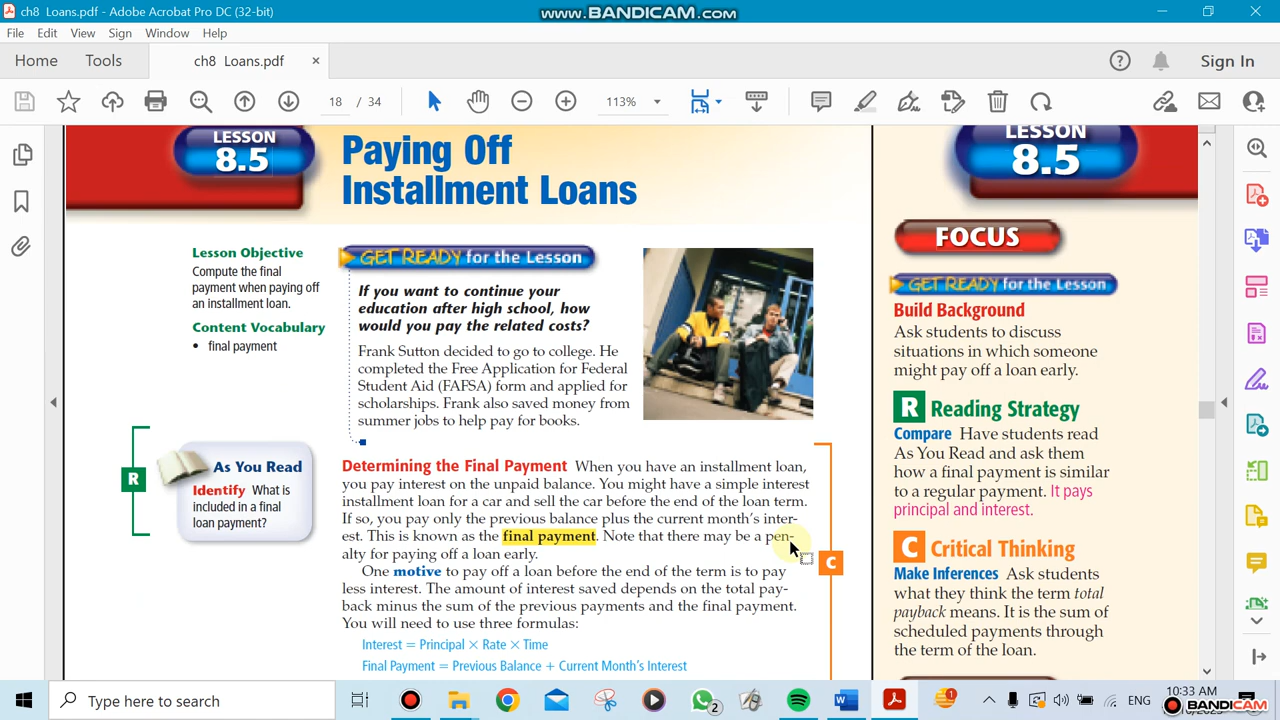 ch8 Loans.pdf - Adobe Acrobat Pro DC (32-bit)
www.BANDICAM.com
File Edit View Sign Window Help
Home Tools ch8 Loans.pdf × Sign In
18 / 34 113%
LESSON
8.5
Paying Off
Installment Loans
Lesson Objective
Compute the final
payment when paying off
an installment loan.
Content Vocabulary
• final payment
GET READY for the Lesson
If you want to continue your
education after high school, how
would you pay the related costs?
Frank Sutton decided to go to college. He
completed the Free Application for Federal
Student Aid (FAFSA) form and applied for
scholarships. Frank also saved money from
summer jobs to help pay for books.
R
As You Read
Identify What is
included in a final
loan payment?
Determining the Final Payment When you have an installment loan,
you pay interest on the unpaid balance. You might have a simple interest
installment loan for a car and sell the car before the end of the loan term.
If so, you pay only the previous balance plus the current month's inter-
est. This is known as the final payment. Note that there may be a pen-
alty for paying off a loan early.
One motive to pay off a loan before the end of the term is to pay
less interest. The amount of interest saved depends on the total pay-
back minus the sum of the previous payments and the final payment.
You will need to use three formulas:
Interest = Principal × Rate × Time
Final Payment = Previous Balance + Current Month's Interest
C
LESSON
8.5
FOCUS
GET READY for the Lesson
Build Background
Ask students to discuss
situations in which someone
might pay off a loan early.
R Reading Strategy
Compare Have students read
As You Read and ask them
how a final payment is similar
to a regular payment. It pays
principal and interest.
C Critical Thinking
Make Inferences Ask students
what they think the term total
payback means. It is the sum of
scheduled payments through
the term of the loan.
Type here to search
2
1
ENG
10:33 AM
BANDICAM